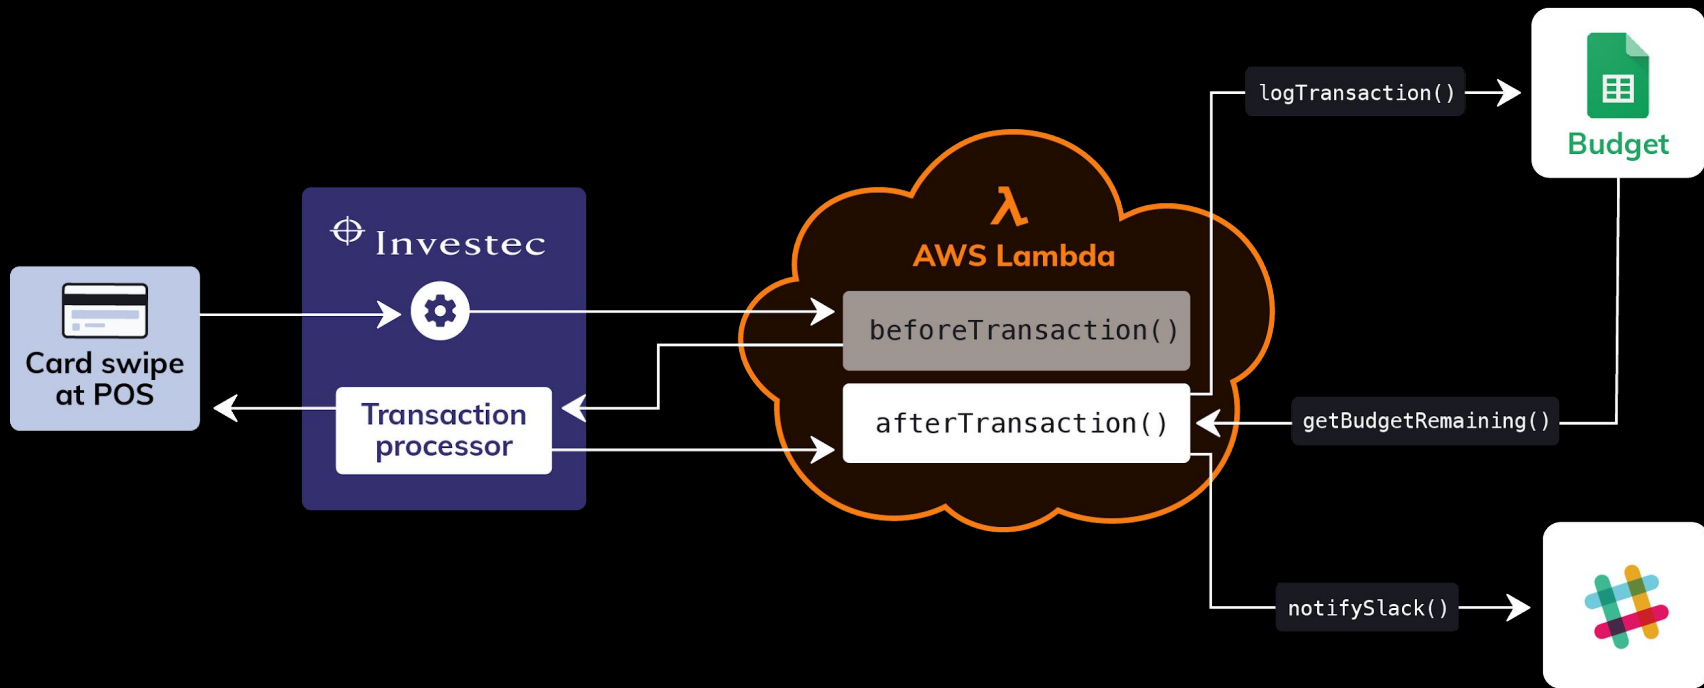 logTransaction()
Budget
Investec
AWS Lambda
Card swipe
at POS
beforeTransaction()
Transaction
processor
afterTransaction()
getBudgetRemaining()
notifySlack()